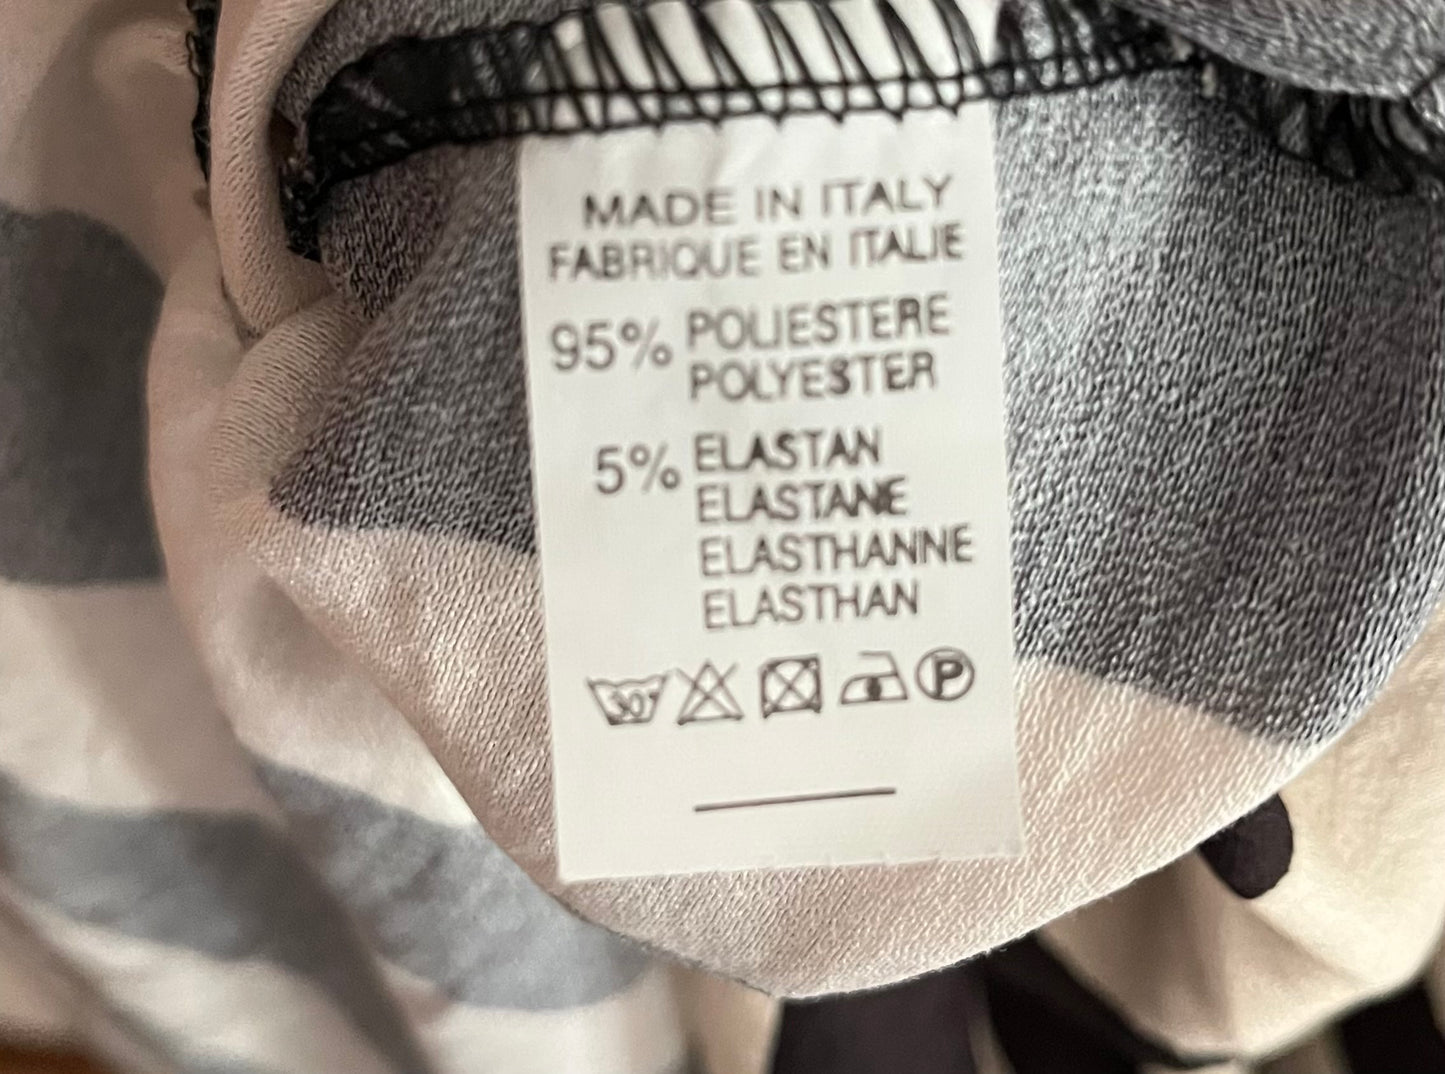 MADE IN ITALY
FABRIQUE EN ITALIE
95% POLIESTERE
POLYESTER
5% ELASTAN
ELASTANE
ELASTHANNE
ELASTHAN
30° P